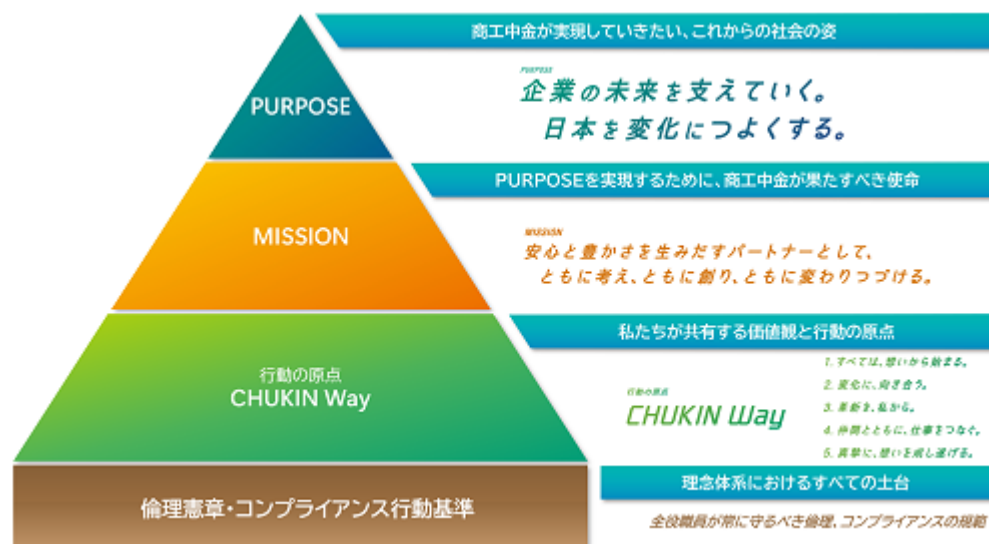 商工中金が実現していきたい、これからの社会の姿
PURPOSE
PURPOSE
企業の未来を支えていく。
日本を変化につよくする。
PURPOSEを実現するために、商工中金が果たすべき使命
MISSION
MISSION
安心と豊かさを生みだすパートナーとして、
ともに考え、ともに創り、ともに変わりつづける。
私たちが共有する価値観と行動の原点
行動の原点
CHUKIN Way
行動の原点
CHUKIN Way
1. すべては、想いから始まる。
2. 変化に、向き合う。
3. 革新を、私から。
4. 仲間とともに、仕事をつなぐ。
5. 真摯に、想いを成し遂げる。
理念体系におけるすべての土台
倫理憲章・コンプライアンス行動基準
全役職員が常に守るべき倫理、コンプライアンスの規範